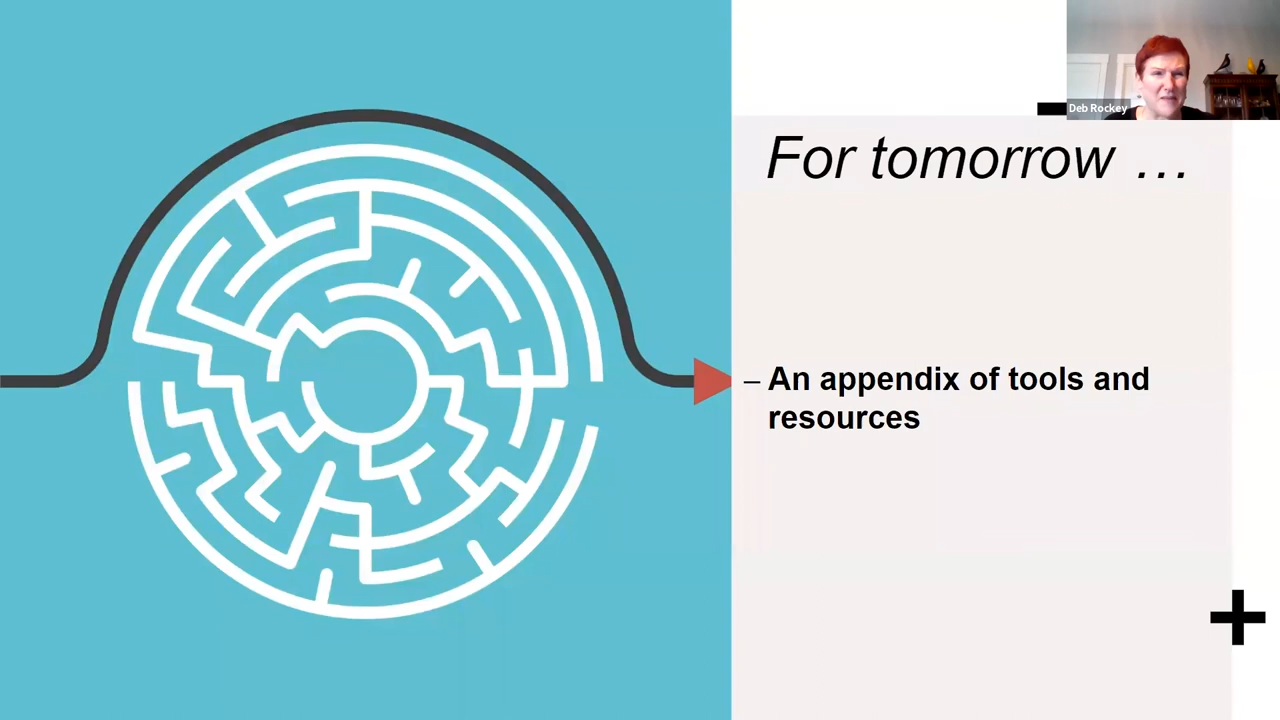 Deb Rockey
For tomorrow …
– An appendix of tools and
resources